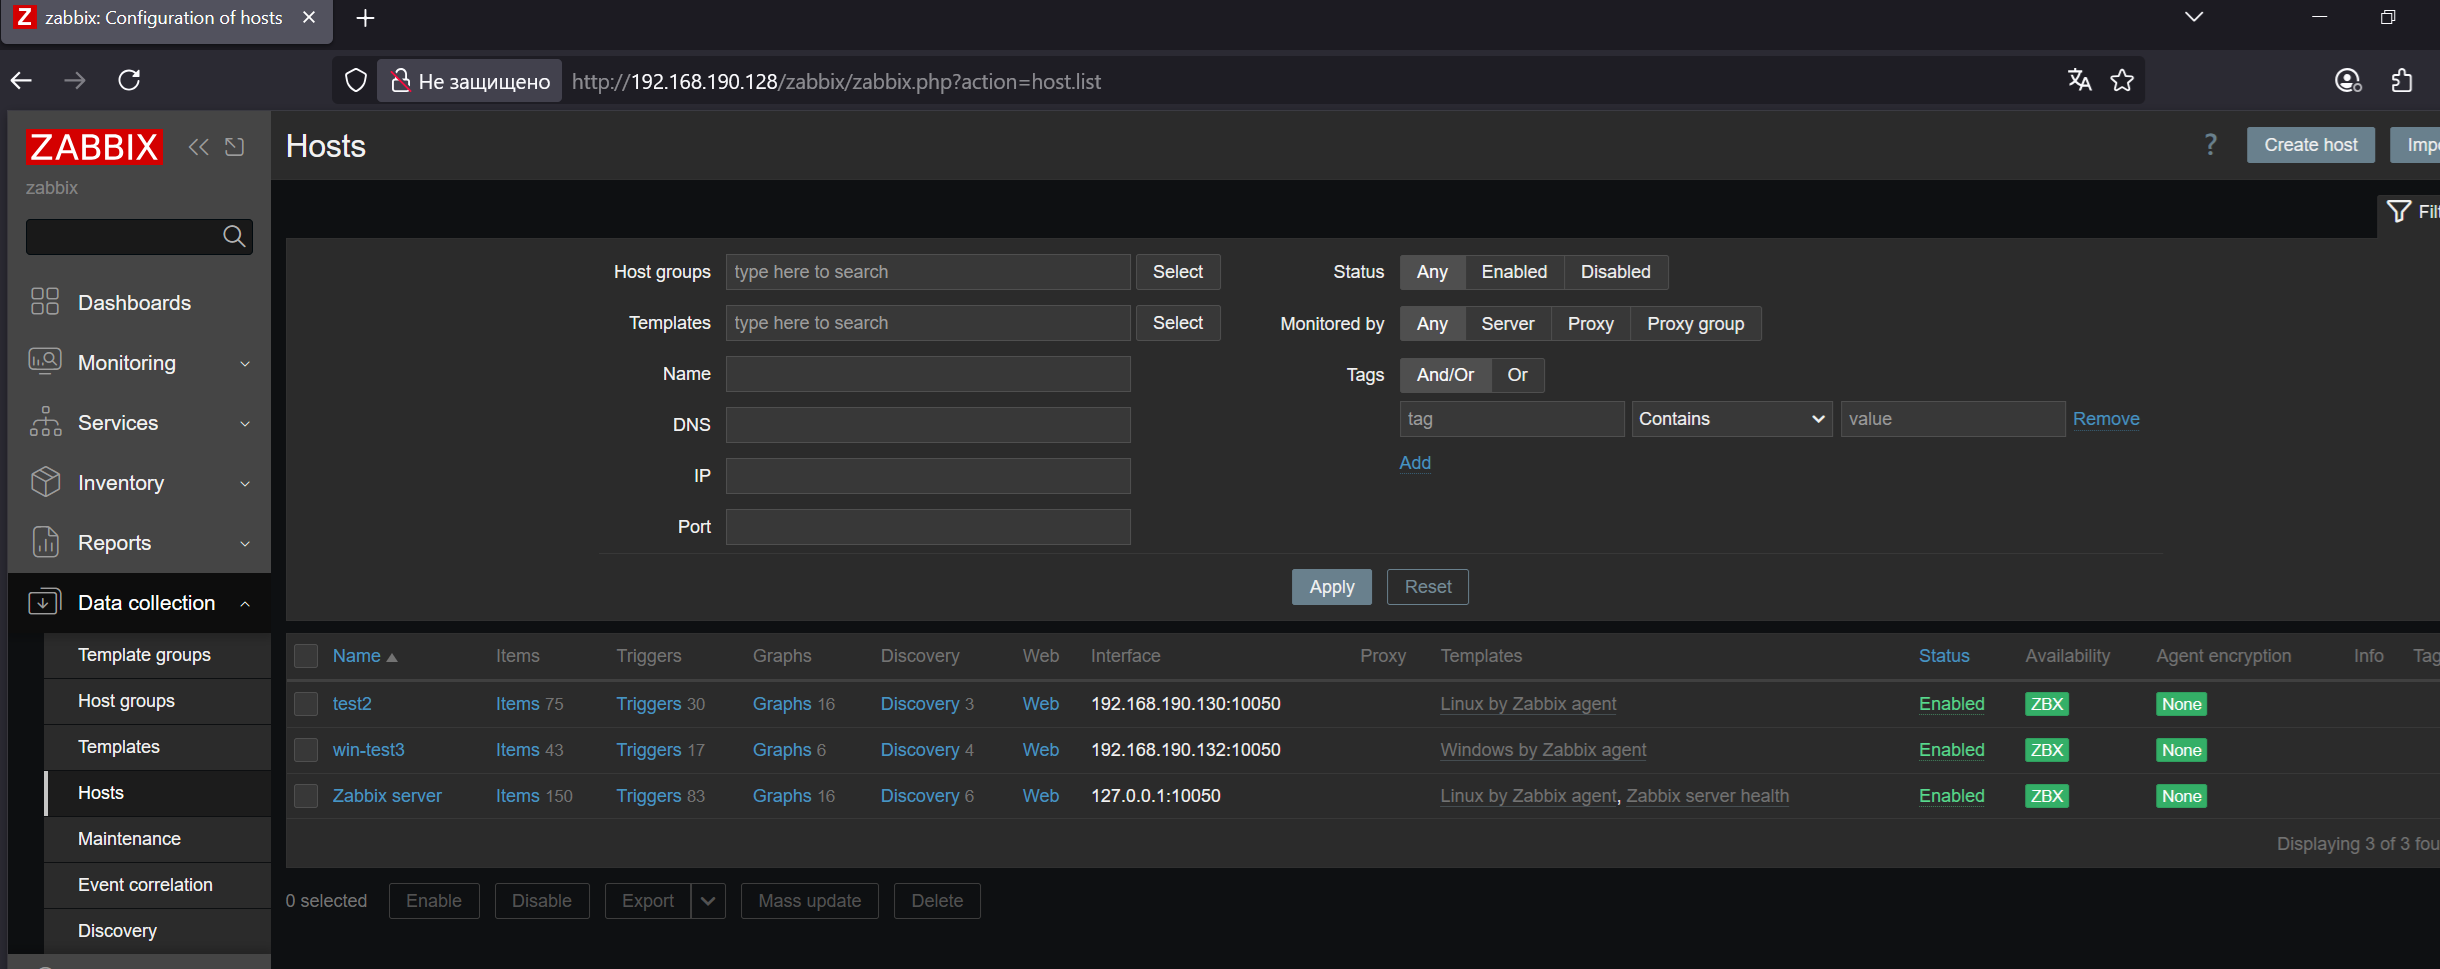 zabbix: Configuration of hosts
Не защищено http://192.168.190.128/zabbix/zabbix.php?action=host.list
ZABBIX
zabbix
Dashboards
Monitoring
Services
Inventory
Reports
Data collection
Template groups
Host groups
Templates
Hosts
Maintenance
Event correlation
Discovery
Hosts
? Create host
Host groups type here to search Select
Templates type here to search Select
Name
DNS
IP
Port
Status Any Enabled Disabled
Monitored by Any Server Proxy Proxy group
Tags And/Or Or
tag Contains value Remove
Add
Apply Reset
Name Items Triggers Graphs Discovery Web Interface Proxy Templates Status Availability Agent encryption Info
test2 Items 75 Triggers 30 Graphs 16 Discovery 3 Web 192.168.190.130:10050 Linux by Zabbix agent Enabled ZBX None
win-test3 Items 43 Triggers 17 Graphs 6 Discovery 4 Web 192.168.190.132:10050 Windows by Zabbix agent Enabled ZBX None
Zabbix server Items 150 Triggers 83 Graphs 16 Discovery 6 Web 127.0.0.1:10050 Linux by Zabbix agent, Zabbix server health Enabled ZBX None
Displaying 3 of 3
0 selected Enable Disable Export Mass update Delete